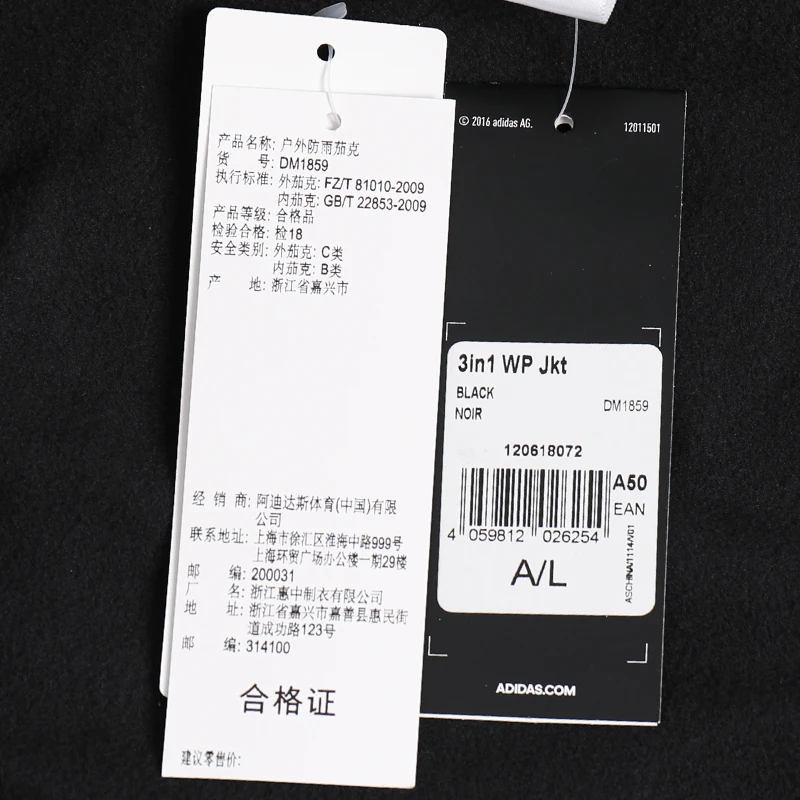 产品名称: 户外防雨茄克
货 号: DM1859
执行标准: 外茄克: FZ/T 81010-2009
内茄克: GB/T 22853-2009
产品等级: 合格品
检验合格: 检18
安全类别: 外茄克: C类
内茄克: B类
产 地: 浙江省嘉兴市
经 销 商: 阿迪达斯体育(中国)有限
公司
联系地址: 上海市徐汇区淮海中路999号
上海环贸广场办公楼一期29楼
邮 编: 200031
厂 名: 浙江惠中制衣有限公司
地 址: 浙江省嘉兴市嘉善县惠民街
道成功路123号
邮 编: 314100
合格证
建议零售价:
© 2016 adidas AG.
12011501
3in1 WP Jkt
BLACK
NOIR
DM1859
120618072
A50
EAN
4 059812 026254
A/L
ASCHINA/1114/V01
ADIDAS.COM